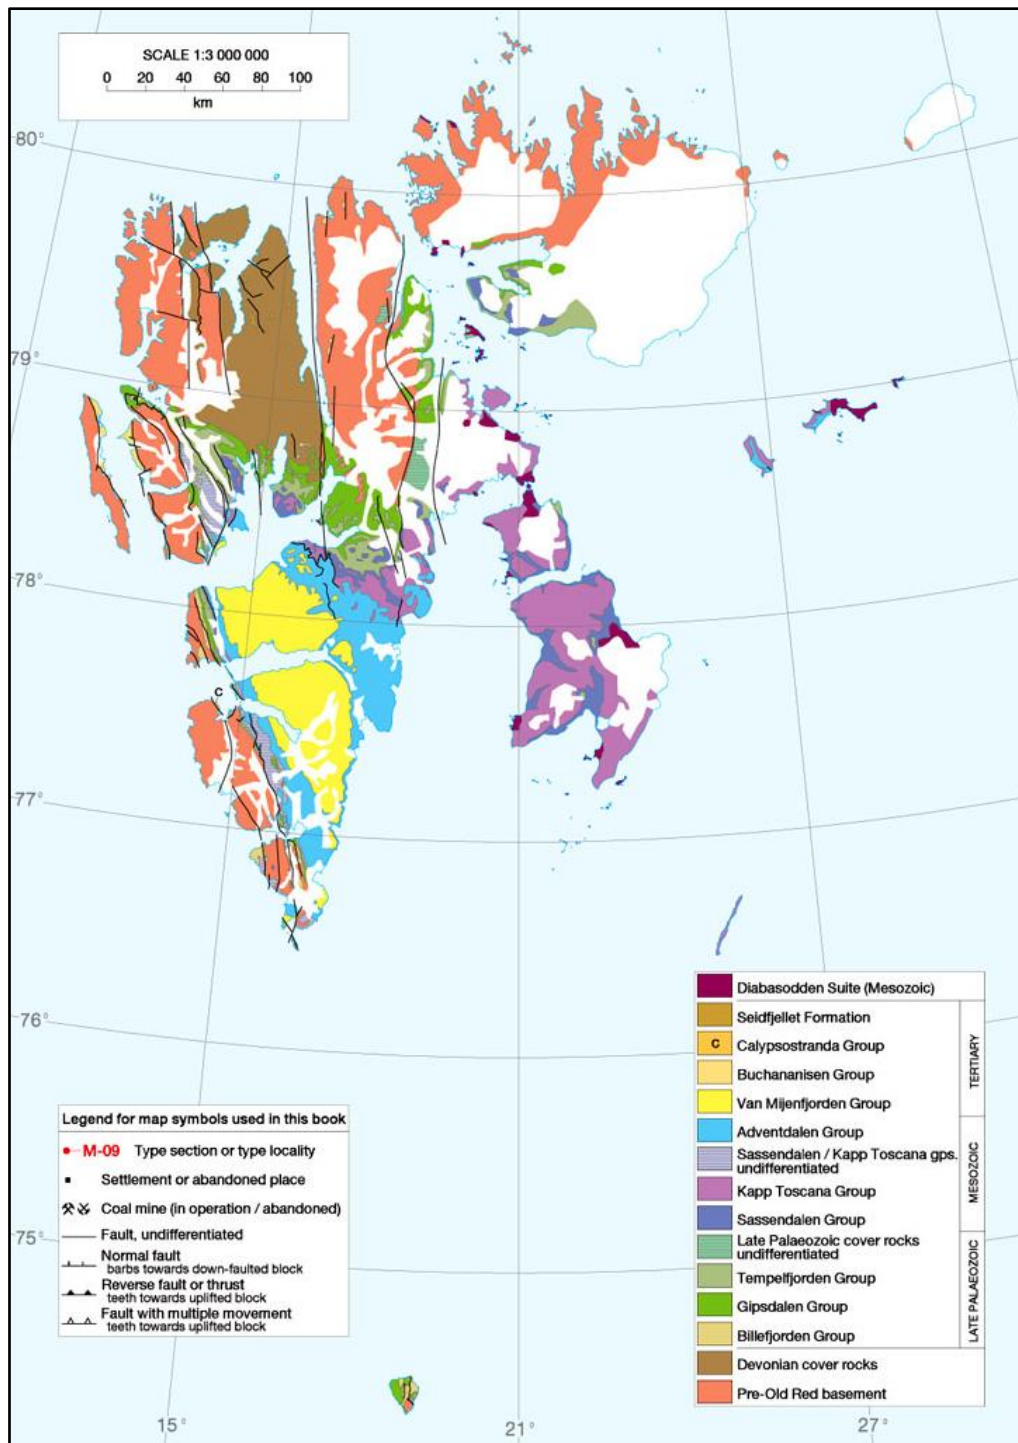 SCALE 1:3 000 000
0 20 40 60 80 100
km
80°
79°
78°
C
77°
76°
75°
15°
21°
27°
Legend for map symbols used in this book
M-09 Type section or type locality
Settlement or abandoned place
Coal mine (in operation / abandoned)
Fault, undifferentiated
Normal fault
barbs towards down-faulted block
Reverse fault or thrust
teeth towards uplifted block
Fault with multiple movement
teeth towards uplifted block
Diabasodden Suite (Mesozoic)
Seidfjellet Formation
C Calypsostranda Group
Buchananisen Group
Van Mijenfjorden Group
TERTIARY
Adventdalen Group
Sassendalen / Kapp Toscana gps.
undifferentiated
Kapp Toscana Group
Sassendalen Group
MESOZOIC
Late Palaeozoic cover rocks
undifferentiated
Tempelfjorden Group
Gipsdalen Group
Billefjorden Group
LATE PALAEOZOIC
Devonian cover rocks
Pre-Old Red basement